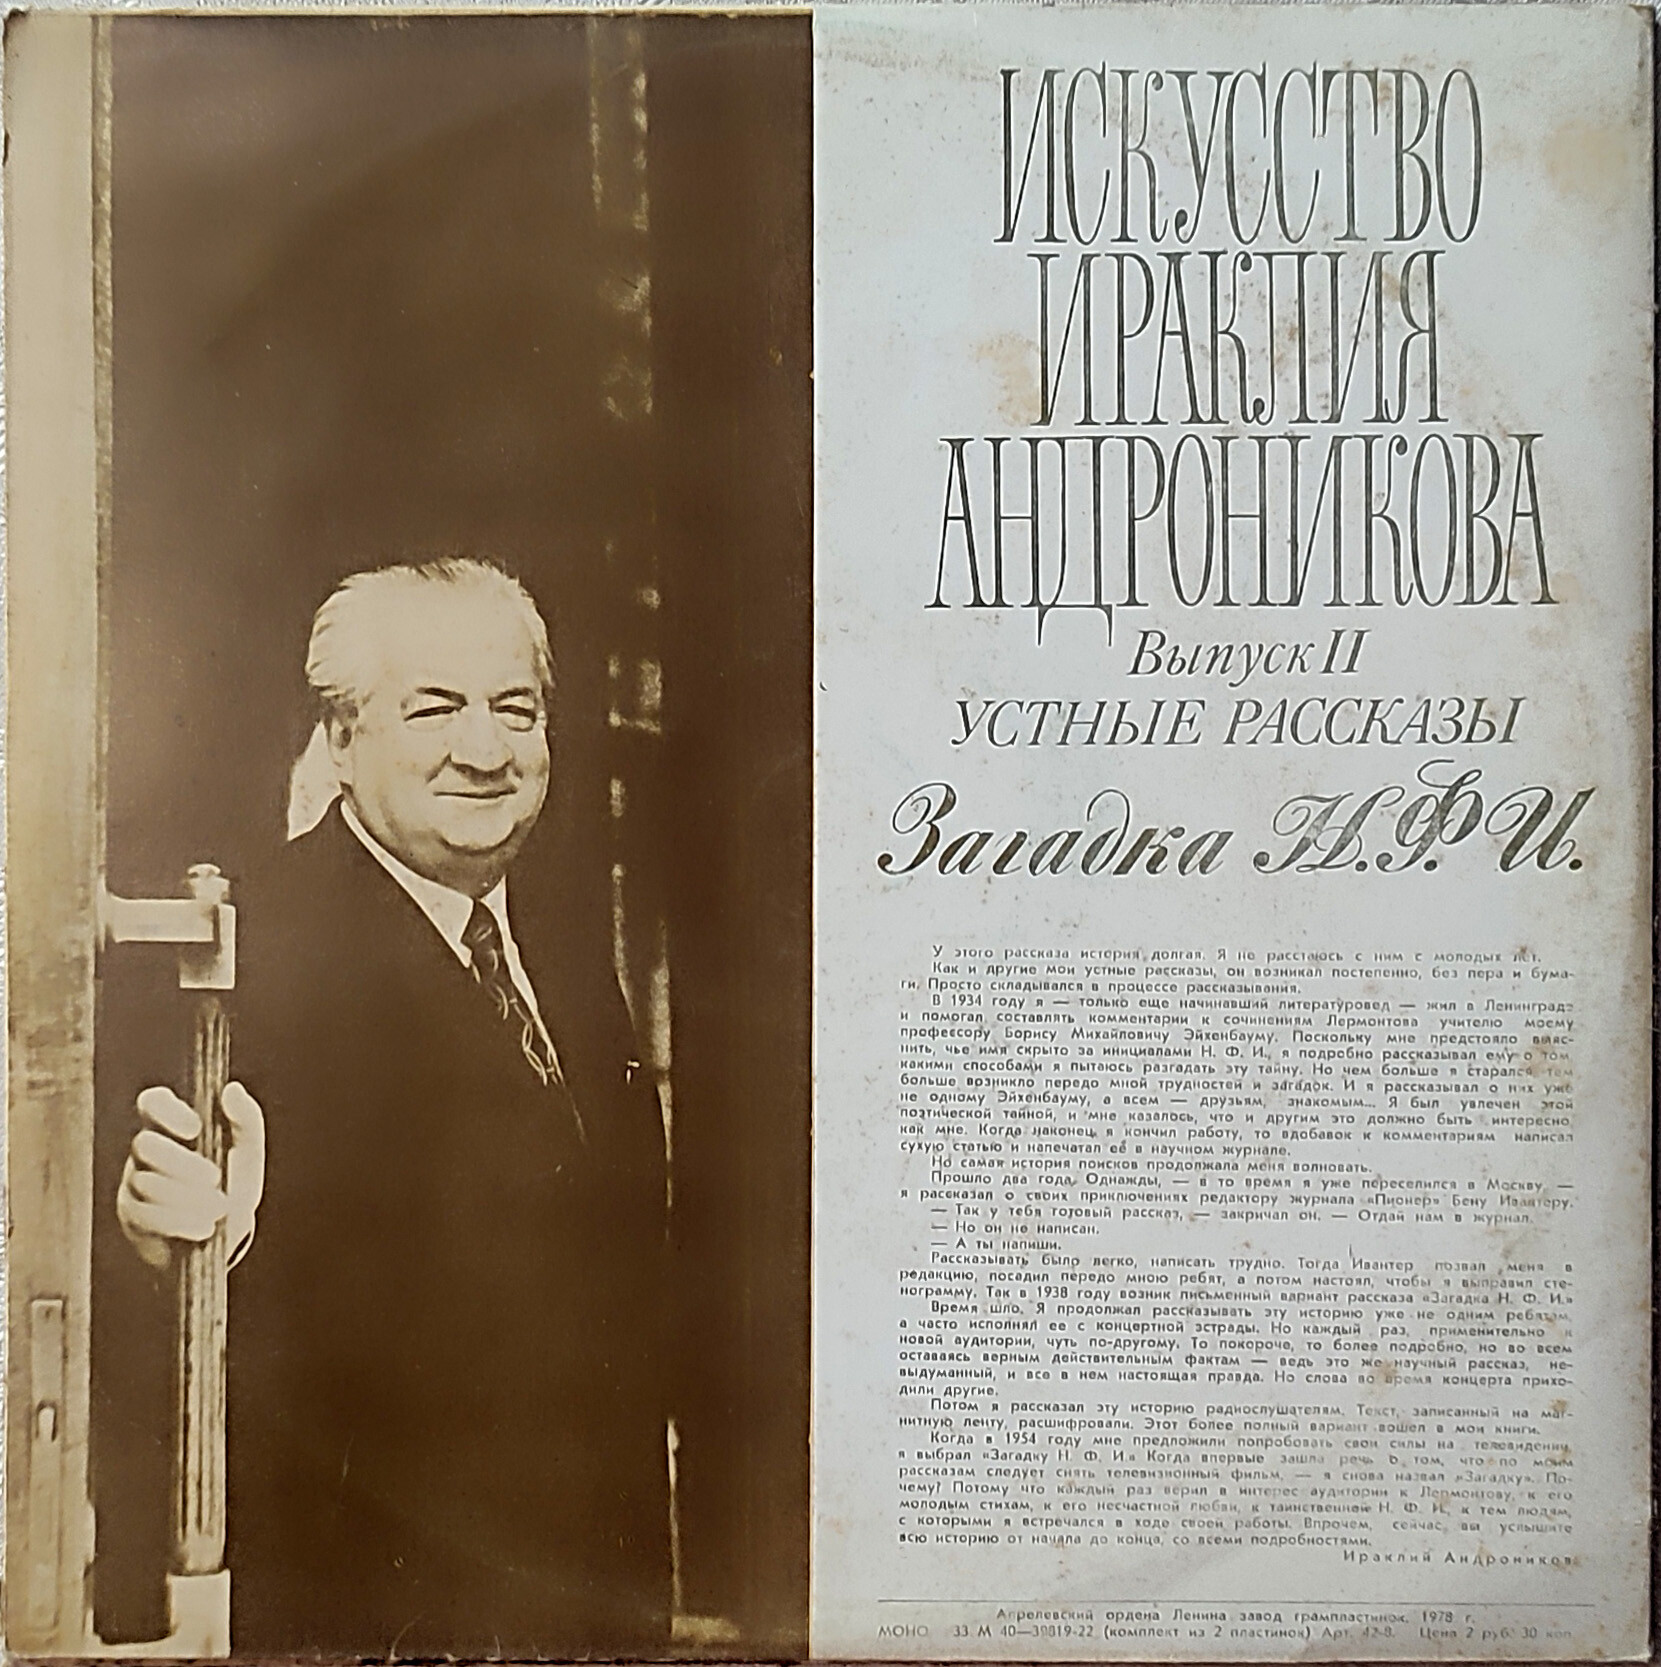 ИСКУССТВО
ИРАКЛИЯ
АНДРОНИКОВА
Выпуск II
УСТНЫЕ РАССКАЗЫ
Загадка Н.Ф.И.
У этого рассказа история долгая. Я не расстаюсь с ним с молодых лет.
Как и другие мои устные рассказы, он возникал постепенно, без пера и бума-
ги. Просто складывался в процессе рассказывания.
В 1934 году я — только еще начинавший литературовед — жил в Ленинграде
и помогал составлять комментарии к сочинениям Лермонтова учителю моему
профессору Борису Михайловичу Эйхенбауму. Поскольку мне предстояло выяс-
нить, чье имя скрыто за инициалами Н. Ф. И., я подробно рассказывал ему о том,
какими способами я пытаюсь разгадать эту тайну. Но чем больше я старался, тем
больше возникло передо мной трудностей и загадок. И я рассказывал о них уже
не одному Эйхенбауму, а всем — друзьям, знакомым... Я был увлечен этой
поэтической тайной, и мне казалось, что и другим это должно быть интересно,
как мне. Когда наконец я кончил работу, то вдобавок к комментариям написал
сухую статью и напечатал её в научном журнале.
Но самая история поисков продолжала меня волновать.
Прошло два года. Однажды, — в то время я уже переселился в Москву, —
я рассказал о своих приключениях редактору журнала «Пионер» Бену Ивантеру.
— Так у тебя готовый рассказ, — закричал он. — Отдай нам в журнал.
— Но он не написан.
— А ты напиши.
Рассказывать было легко, написать трудно. Тогда Ивантер позвал меня в
редакцию, посадил передо мною ребят, а потом настоял, чтобы я выправил сте-
нограмму. Так в 1938 году возник письменный вариант рассказа «Загадка Н. Ф. И.»
Время шло. Я продолжал рассказывать эту историю уже не одним ребятам,
а часто исполнял ее с концертной эстрады. Но каждый раз, применительно к
новой аудитории, чуть по-другому. То покороче, то более подробно, но во всем
оставаясь верным действительным фактам — ведь это же научный рассказ, не-
выдуманный, и все в нем настоящая правда. Но слова во время концерта прихо-
дили другие.
Потом я рассказал эту историю радиослушателям. Текст, записанный на маг-
нитную ленту, расшифровали. Этот более полный вариант вошел в мои книги.
Когда в 1954 году мне предложили попробовать свои силы на телевидении,
я выбрал «Загадку Н. Ф. И.» Когда впервые зашла речь о том, что по моим
рассказам следует снять телевизионный фильм, — я снова назвал «Загадку». По-
чему? Потому что каждый раз верил в интерес аудитории к Лермонтову, к его
молодым стихам, к его несчастной любви, к таинственной Н. Ф. И., к тем людям,
с которыми я встречался в ходе своей работы. Впрочем, сейчас вы услышите
всю историю от начала до конца, со всеми подробностями.
Ираклий Андроников
Апрелевский ордена Ленина завод грампластинок. 1978 г.
МОНО 33 М 40—39819-22 (комплект из 2 пластинок) Арт. 42-8. Цена 2 руб. 30 коп.